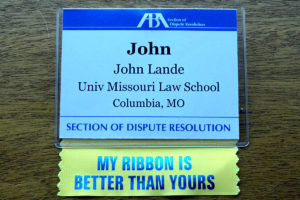 ABA
Section of
Dispute Resolution
John
John Lande
Univ Missouri Law School
Columbia, MO
SECTION OF DISPUTE RESOLUTION
MY RIBBON IS
BETTER THAN YOURS